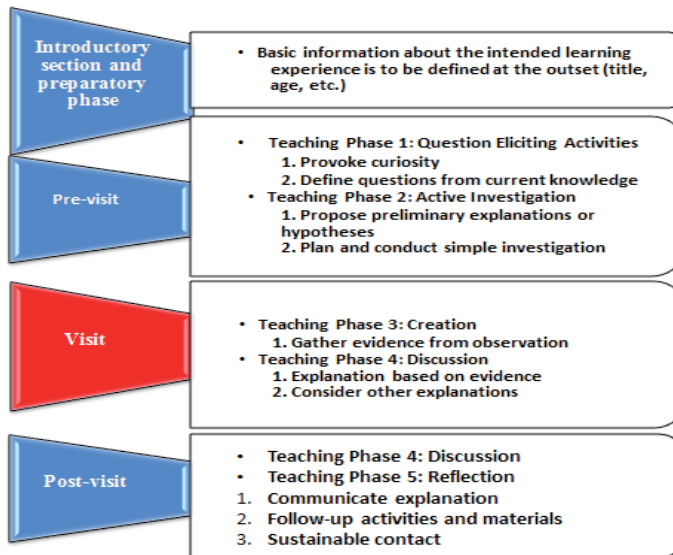 Introductory
section and
preparatory
phase
• Basic information about the intended learning
experience is to be defined at the outset (title,
age, etc.)
Pre-visit
• Teaching Phase 1: Question Eliciting Activities
1. Provoke curiosity
2. Define questions from current knowledge
• Teaching Phase 2: Active Investigation
1. Propose preliminary explanations or
hypotheses
2. Plan and conduct simple investigation
Visit
• Teaching Phase 3: Creation
1. Gather evidence from observation
• Teaching Phase 4: Discussion
1. Explanation based on evidence
2. Consider other explanations
Post-visit
• Teaching Phase 4: Discussion
• Teaching Phase 5: Reflection
1. Communicate explanation
2. Follow-up activities and materials
3. Sustainable contact